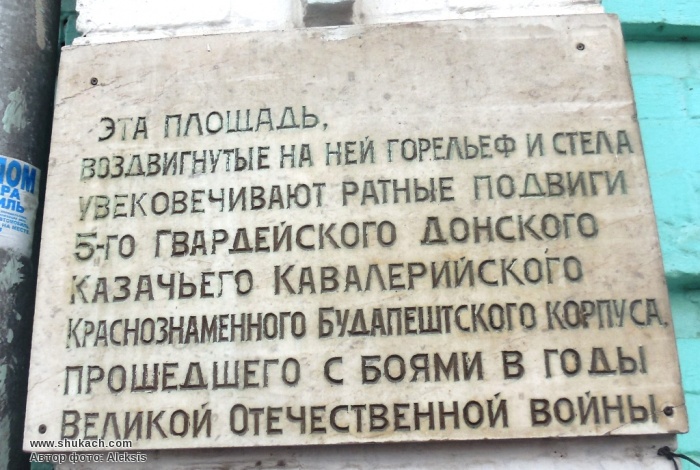 ЭТА ПЛОЩАДЬ,
ВОЗДВИГНУТЫЕ НА НЕЙ ГОРЕЛЬЕФ И СТЕЛА
УВЕКОВЕЧИВАЮТ РАТНЫЕ ПОДВИГИ
5-ГО ГВАРДЕЙСКОГО ДОНСКОГО
КАЗАЧЬЕГО КАВАЛЕРИЙСКОГО
КРАСНОЗНАМЕННОГО БУДАПЕШТСКОГО КОРПУСА,
ПРОШЕДШЕГО С БОЯМИ В ГОДЫ
ВЕЛИКОЙ ОТЕЧЕСТВЕННОЙ ВОЙНЫ
www.shukach.com
Автор фото: Aleksis